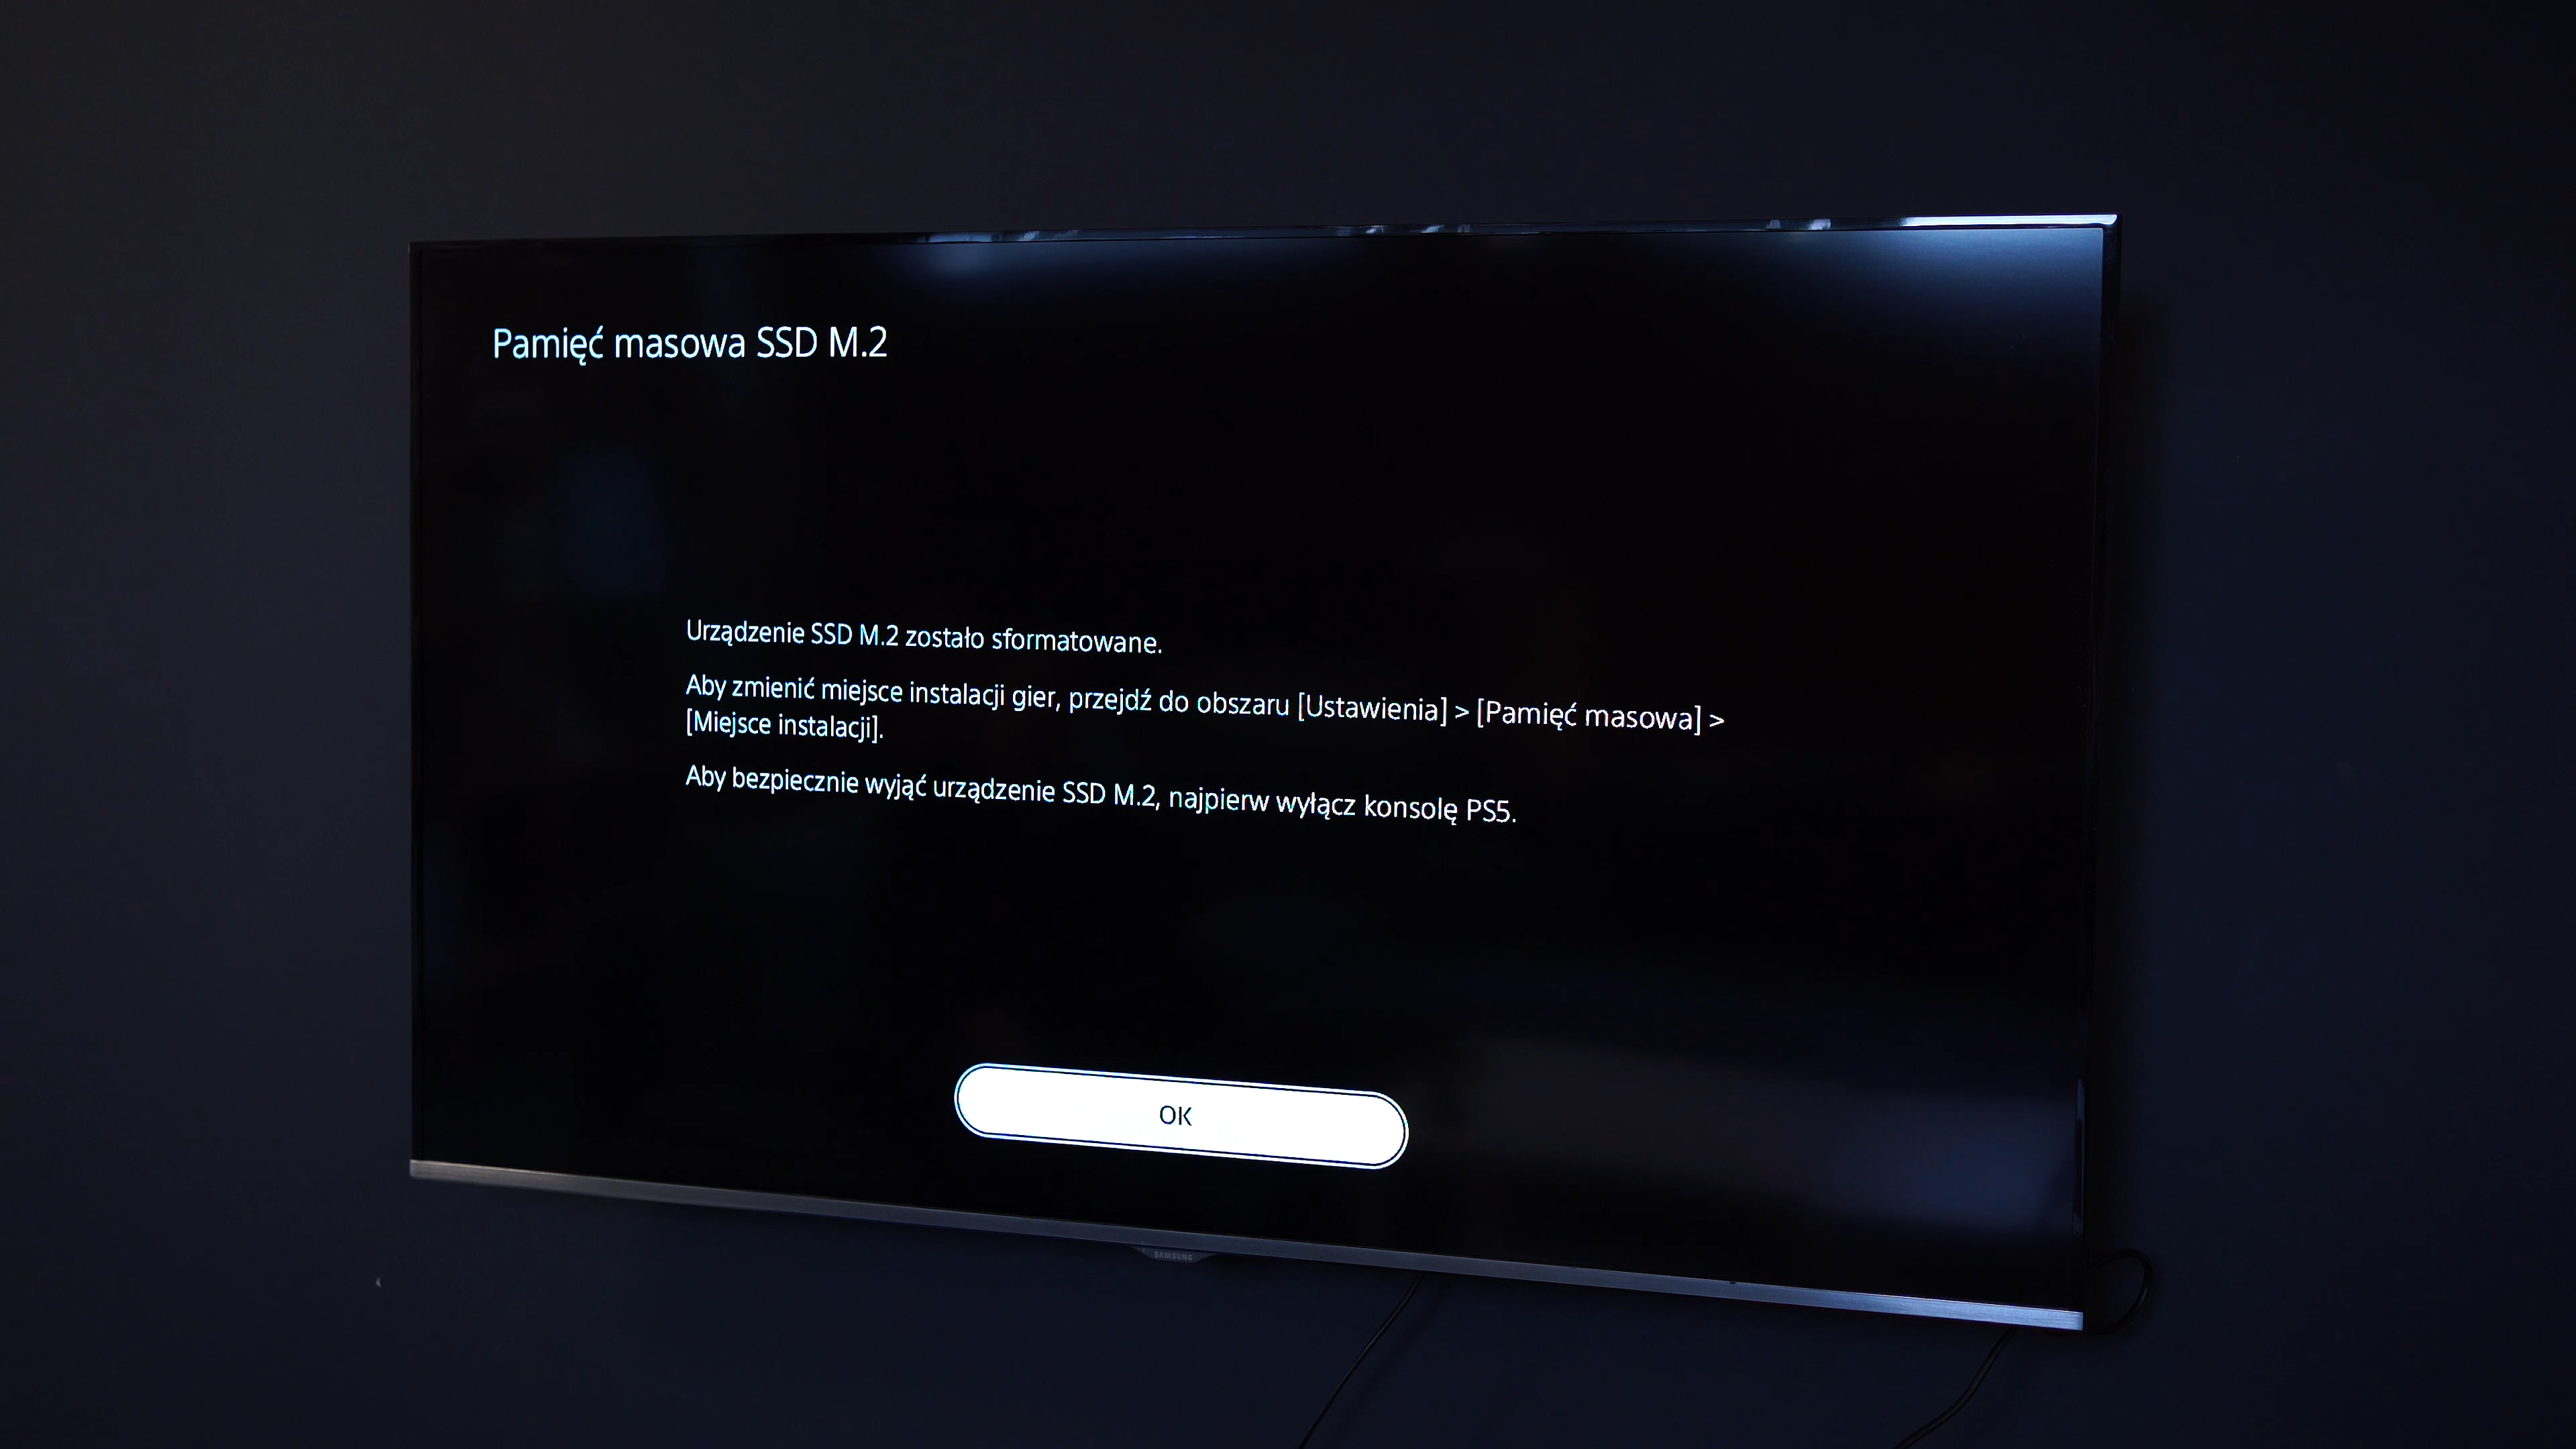 Pamięć masowa SSD M.2
Urządzenie SSD M.2 zostało sformatowane.
Aby zmienić miejsce instalacji gier, przejdź do obszaru [Ustawienia] > [Pamięć masowa] >
[Miejsce instalacji].
Aby bezpiecznie wyjąć urządzenie SSD M.2, najpierw wyłącz konsolę PS5.
OK
SAMSUNG